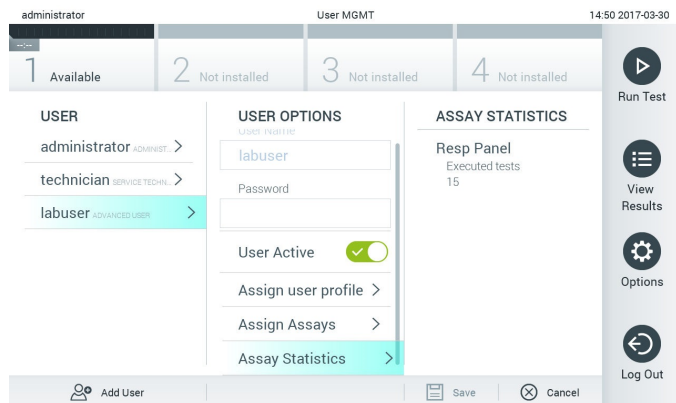 administrator User MGMT 14:50 2017-03-30
--:--
1 Available 2 Not installed 3 Not installed 4 Not installed
Run Test
USER
administrator ADMINIST..
technician SERVICE TECHN..
labuser ADVANCED USER
USER OPTIONS
User Name
labuser
Password
User Active
Assign user profile
Assign Assays
Assay Statistics
ASSAY STATISTICS
Resp Panel
Executed tests
15
View
Results
Options
Log Out
Add User Save Cancel